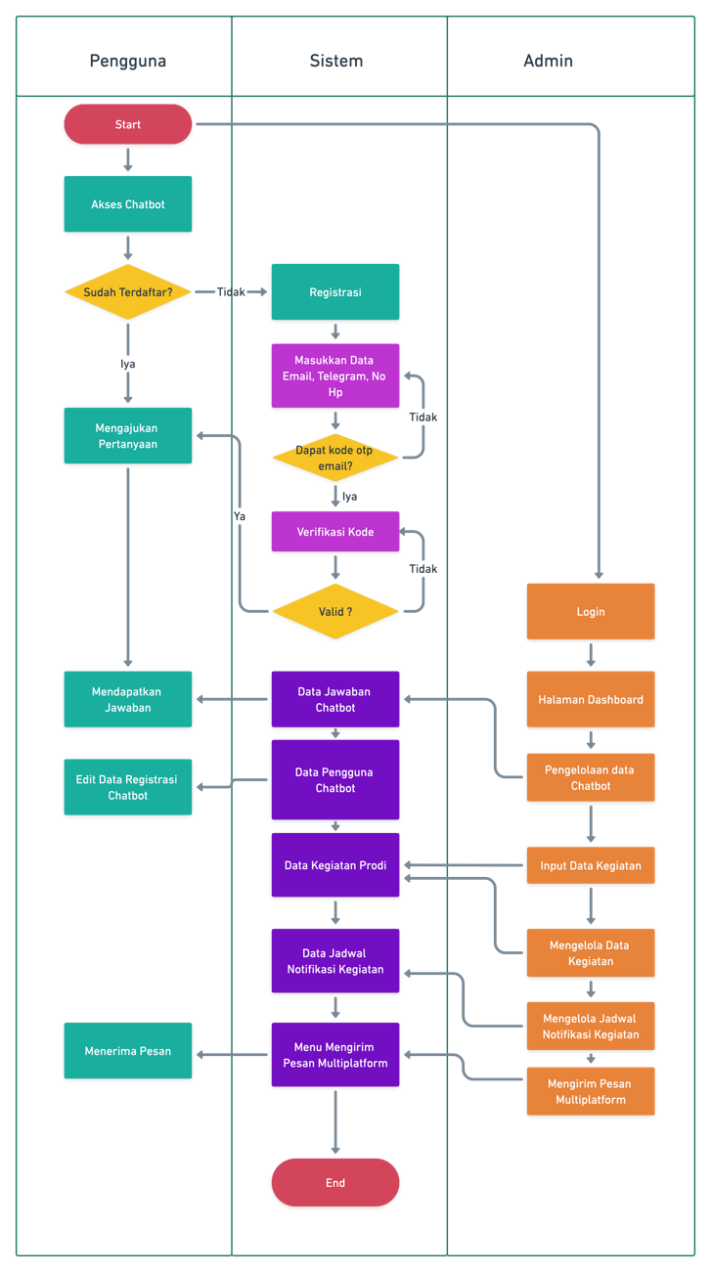 Pengguna
Sistem
Admin
Start
Akses Chatbot
Sudah Terdaftar?
Tidak
Registrasi
Iya
Masukkan Data
Email, Telegram, No
Hp
Tidak
Mengajukan
Pertanyaan
Dapat kode otp
email?
Iya
Ya
Verifikasi Kode
Tidak
Valid ?
Login
Mendapatkan
Jawaban
Data Jawaban
Chatbot
Halaman Dashboard
Edit Data Registrasi
Chatbot
Data Pengguna
Chatbot
Pengelolaan data
Chatbot
Data Kegiatan Prodi
Input Data Kegiatan
Data Jadwal
Notifikasi Kegiatan
Mengelola Data
Kegiatan
Mengelola Jadwal
Notifikasi Kegiatan
Menerima Pesan
Menu Mengirim
Pesan Multiplatform
Mengirim Pesan
Multiplatform
End